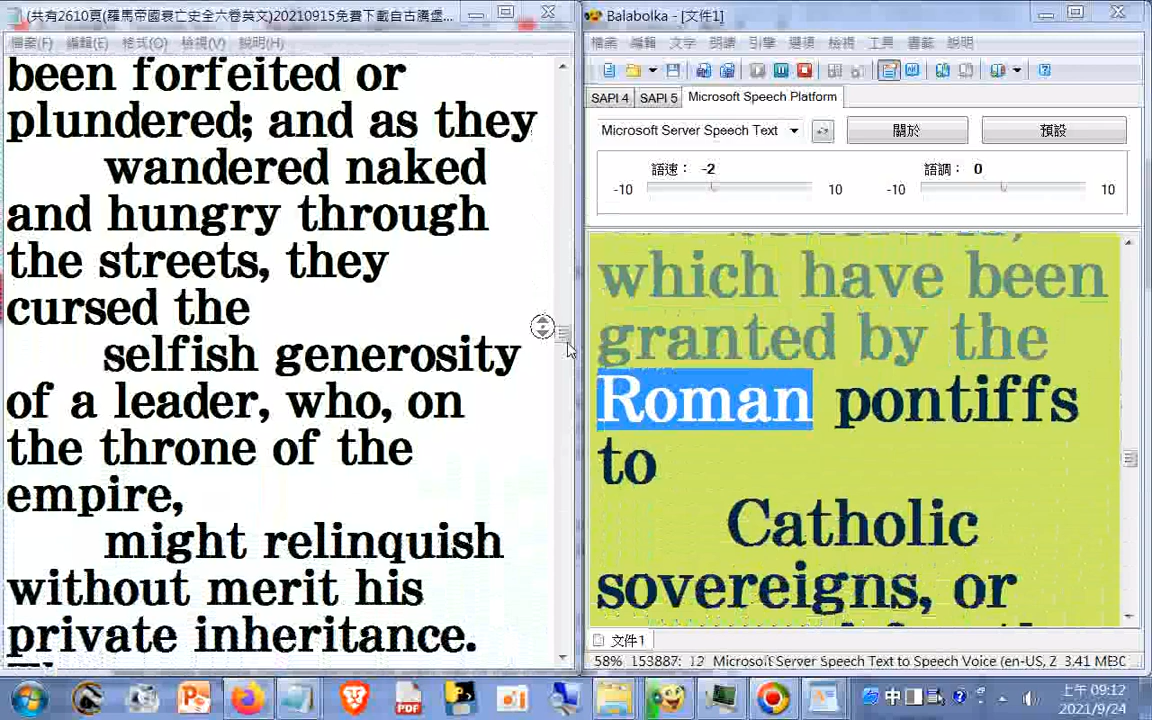 (共有2610頁(羅馬帝國衰亡史全六卷英文)20210915免費下載自古騰堡...
檔案(F) 編輯(E) 格式(O) 檢視(V) 說明(H)
been forfeited or
plundered; and as they
wandered naked
and hungry through
the streets, they
cursed the
selfish generosity
of a leader, who, on
the throne of the
empire,
might relinquish
without merit his
private inheritance.
Balabolka - [文件1]
檔案 編輯 文字 朗讀 引擎 選項 檢視 工具 書籤 說明
SAPI 4 SAPI 5 Microsoft Speech Platform
Microsoft Server Speech Text 關於 預設
語速： -2 語調： 0
-10 10 -10 10
which have been
granted by the
Roman pontiffs
to
Catholic
sovereigns, or
文件1
58% 153887: 12 Microsoft Server Speech Text to Speech Voice (en-US, Z 3.41 MB
PDF 中 上午 09:12
2021/9/24